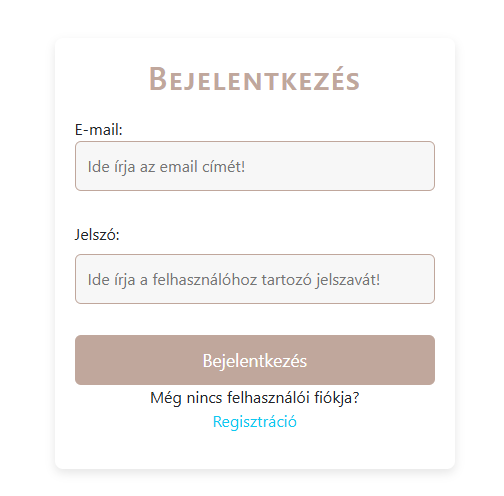 Bejelentkezés
E-mail:
Ide írja az email címét!
Jelszó:
Ide írja a felhasználóhoz tartozó jelszavát!
Bejelentkezés
Még nincs felhasználói fiókja?
Regisztráció